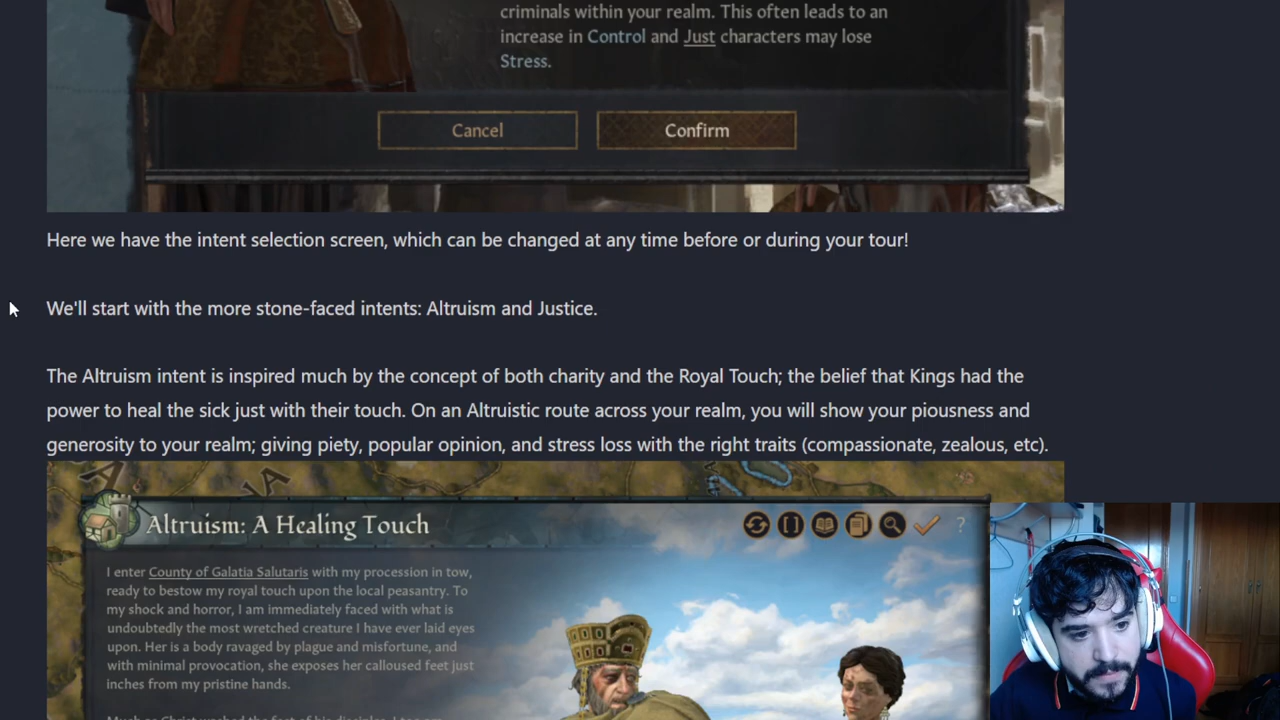 criminals within your realm. This often leads to an
increase in Control and Just characters may lose
Stress.
Cancel
Confirm
Here we have the intent selection screen, which can be changed at any time before or during your tour!
We'll start with the more stone-faced intents: Altruism and Justice.
The Altruism intent is inspired much by the concept of both charity and the Royal Touch; the belief that Kings had the
power to heal the sick just with their touch. On an Altruistic route across your realm, you will show your piousness and
generosity to your realm; giving piety, popular opinion, and stress loss with the right traits (compassionate, zealous, etc).
Altruism: A Healing Touch
?
I enter County of Galatia Salutaris with my procession in tow,
ready to bestow my royal touch upon the local peasantry. To
my shock and horror, I am immediately faced with what is
undoubtedly the most wretched creature I have ever laid eyes
upon. Her is a body ravaged by plague and misfortune, and
with minimal provocation, she exposes her calloused feet just
inches from my pristine hands.